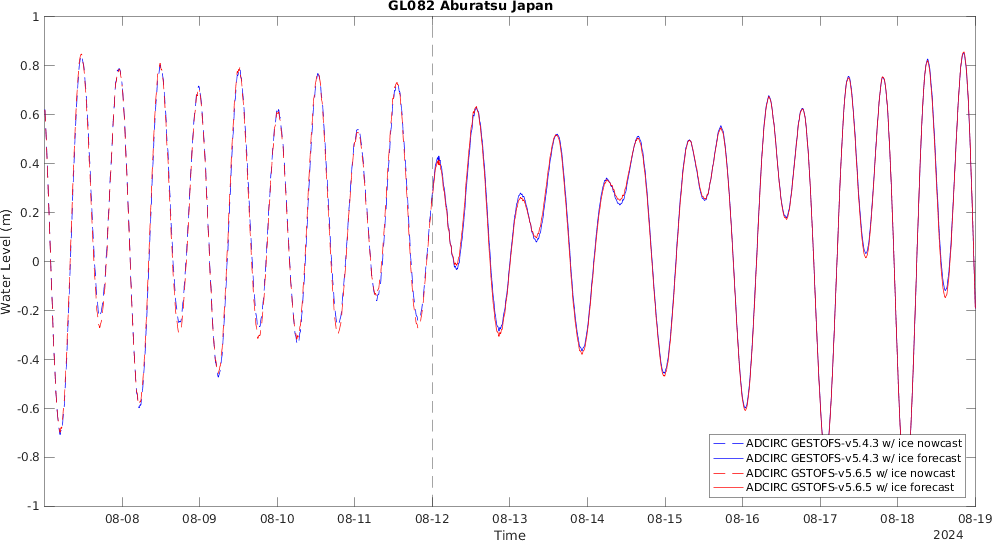 GL082 Aburatsu Japan
1
0.8
0.6
0.4
0.2
0
-0.2
-0.4
-0.6
-0.8
-1
Water Level (m)
ADCIRC GESTOFS-v5.4.3 w/ ice nowcast
ADCIRC GESTOFS-v5.4.3 w/ ice forecast
ADCIRC GSTOFS-v5.6.5 w/ ice nowcast
ADCIRC GSTOFS-v5.6.5 w/ ice forecast
08-08 08-09 08-10 08-11 08-12 08-13 08-14 08-15 08-16 08-17 08-18 08-19
Time
2024